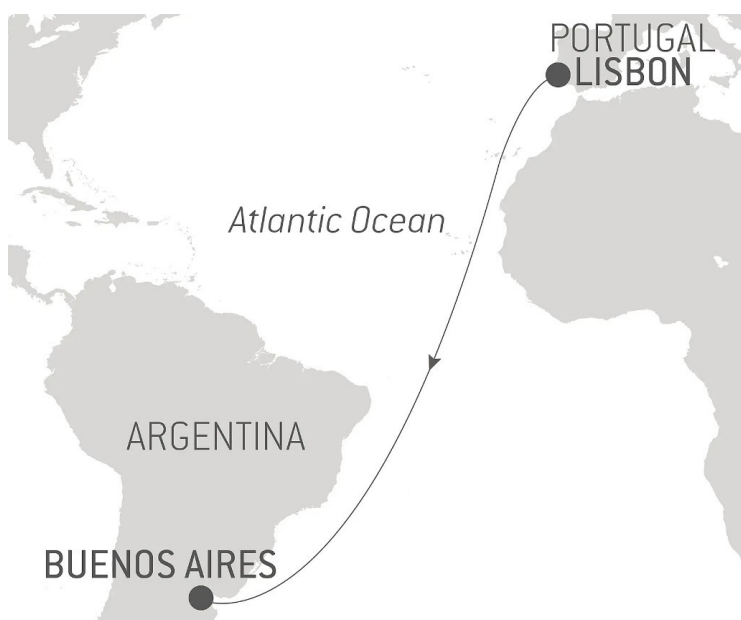 PORTUGAL
LISBON
Atlantic Ocean
ARGENTINA
BUENOS AIRES